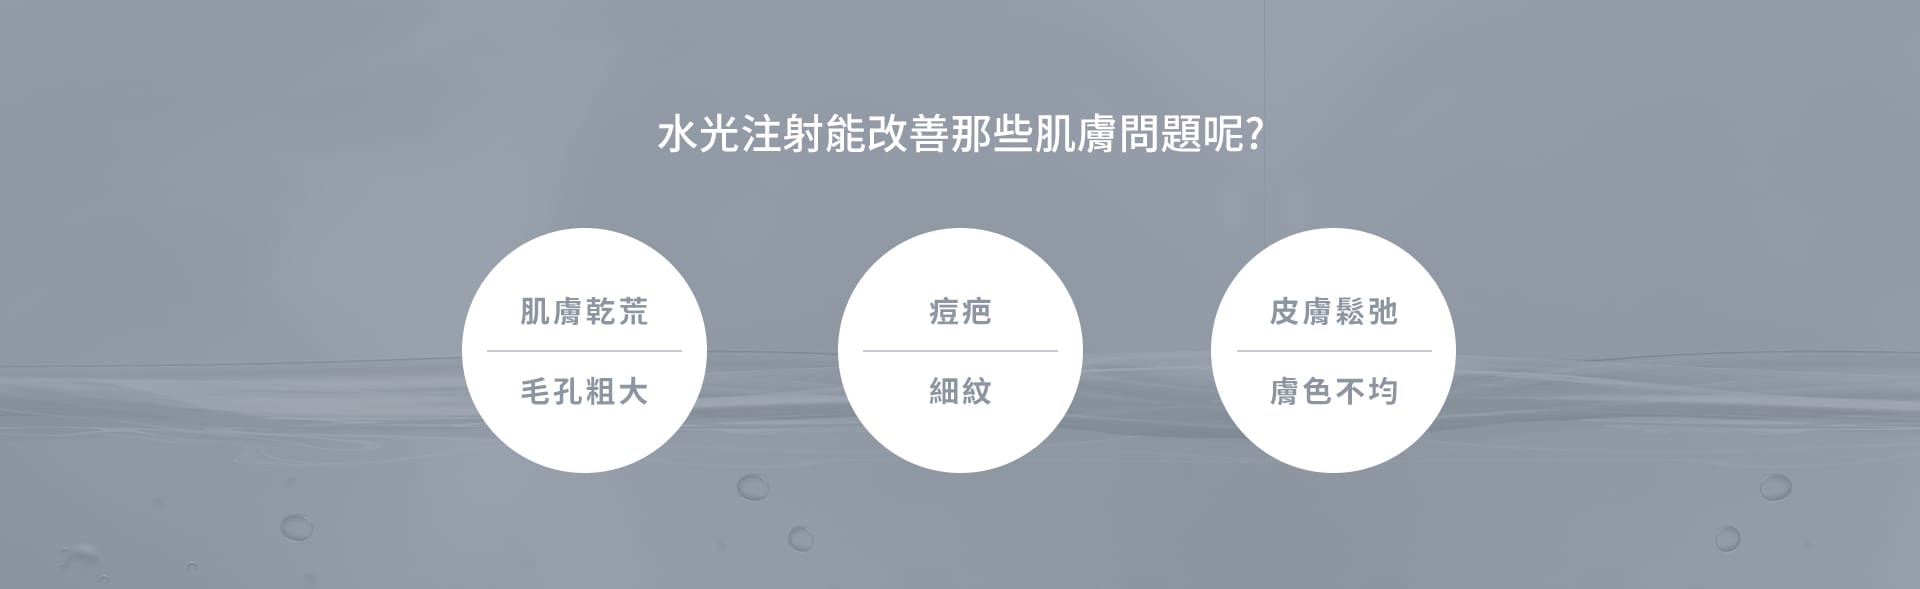 水光注射能改善那些肌膚問題呢?
肌膚乾荒
毛孔粗大
痘疤
細紋
皮膚鬆弛
膚色不均